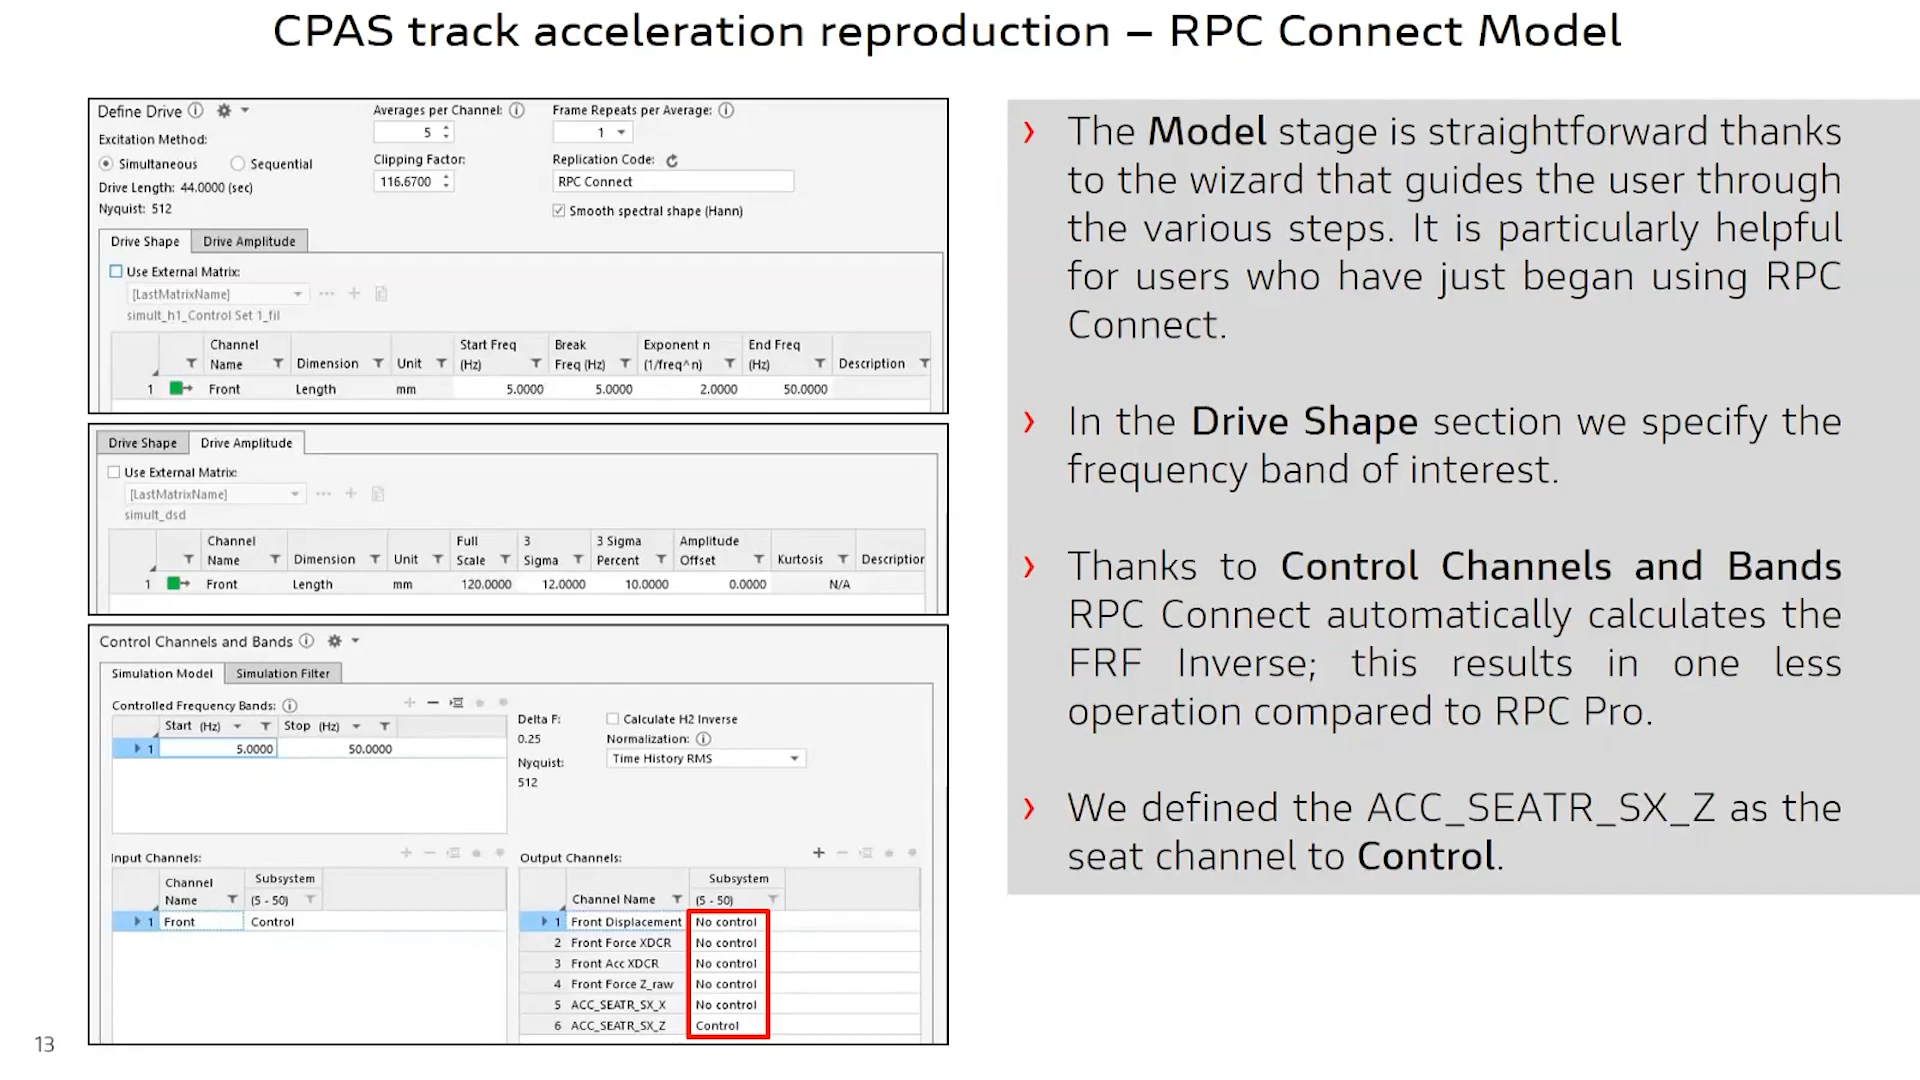 CPAS track acceleration reproduction – RPC Connect Model
Define Drive
Averages per Channel:
Frame Repeats per Average:
Excitation Method:
5
1
Simultaneous
Sequential
Clipping Factor:
Replication Code:
Drive Length: 44.0000 (sec)
116.6700
RPC Connect
Nyquist: 512
Smooth spectral shape (Hann)
Drive Shape
Drive Amplitude
Use External Matrix:
[LastMatrixName]
simult_h1_Control Set 1_fil
Channel Name
Dimension
Unit
Start Freq (Hz)
Break Freq (Hz)
Exponent n (1/freq^n)
End Freq (Hz)
Description
1 Front Length mm 5.0000 5.0000 2.0000 50.0000
Drive Shape
Drive Amplitude
Use External Matrix:
[LastMatrixName]
simult_dsd
Channel Name
Dimension
Unit
Full Scale
3 Sigma
3 Sigma Percent
Amplitude Offset
Kurtosis
Description
1 Front Length mm 120.0000 12.0000 10.0000 0.0000 N/A
Control Channels and Bands
Simulation Model
Simulation Filter
Controlled Frequency Bands:
Start (Hz) Stop (Hz)
1 5.0000 50.0000
Delta F:
0.25
Nyquist:
512
Calculate H2 Inverse
Normalization:
Time History RMS
Input Channels:
Channel Name
Subsystem (5 - 50)
1 Front Control
Output Channels:
Channel Name
Subsystem (5 - 50)
1 Front Displacement No control
2 Front Force XDCR No control
3 Front Acc XDCR No control
4 Front Force Z_raw No control
5 ACC_SEATR_SX_X No control
6 ACC_SEATR_SX_Z Control
› The Model stage is straightforward thanks
to the wizard that guides the user through
the various steps. It is particularly helpful
for users who have just began using RPC
Connect.
› In the Drive Shape section we specify the
frequency band of interest.
› Thanks to Control Channels and Bands
RPC Connect automatically calculates the
FRF Inverse; this results in one less
operation compared to RPC Pro.
› We defined the ACC_SEATR_SX_Z as the
seat channel to Control.
13